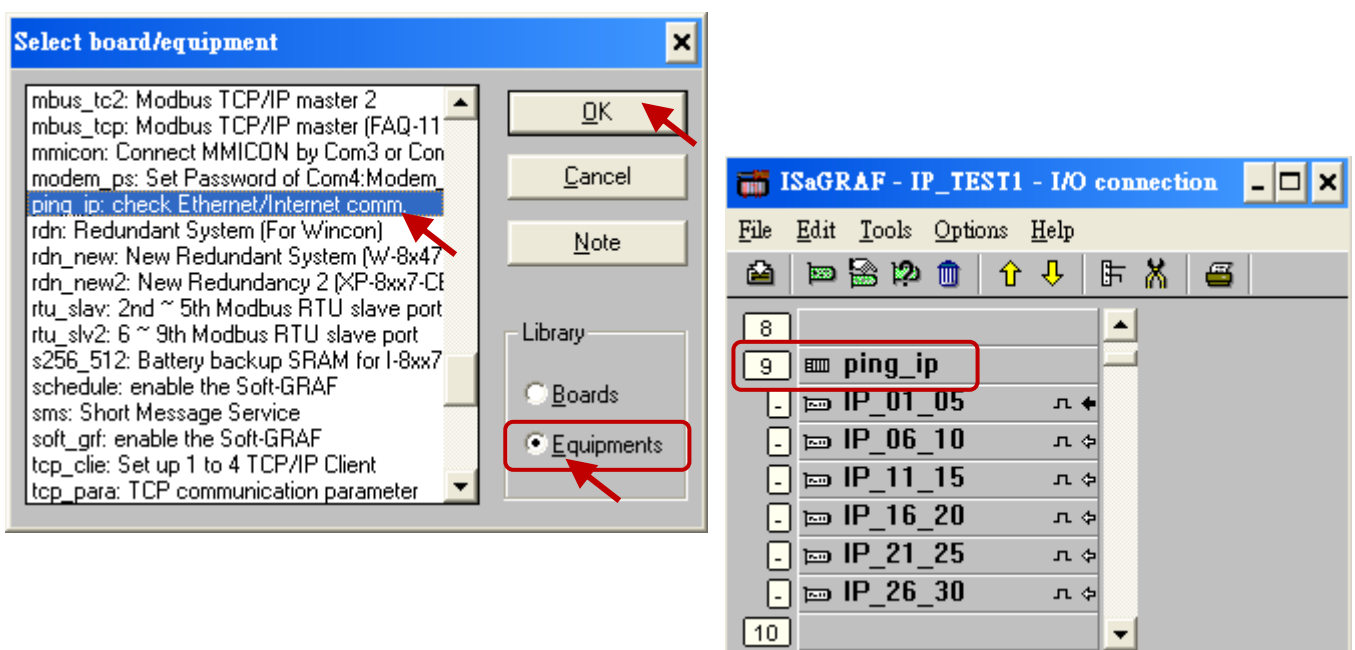 Select board/equipment
mbus_tc2: Modbus TCP/IP master 2
mbus_tcp: Modbus TCP/IP master (FAQ-11
mmicon: Connect MMICON by Com3 or Con
modem_ps: Set Password of Com4:Modem_
ping_ip: check Ethernet/Internet comm.
rdn: Redundant System (For Wincon)
rdn_new: New Redundant System (W-8x47
rdn_new2: New Redundancy 2 (XP-8xx7-CE
rtu_slav: 2nd ~ 5th Modbus RTU slave port
rtu_slv2: 6 ~ 9th Modbus RTU slave port
s256_512: Battery backup SRAM for I-8xx7
schedule: enable the Soft-GRAF
sms: Short Message Service
soft_grf: enable the Soft-GRAF
tcp_clie: Set up 1 to 4 TCP/IP Client
tcp_para: TCP communication parameter
OK
Cancel
Note
Library
Boards
Equipments
ISaGRAF - IP_TEST1 - I/O connection
File Edit Tools Options Help
8
9 ping_ip
- IP_01_05
- IP_06_10
- IP_11_15
- IP_16_20
- IP_21_25
- IP_26_30
10